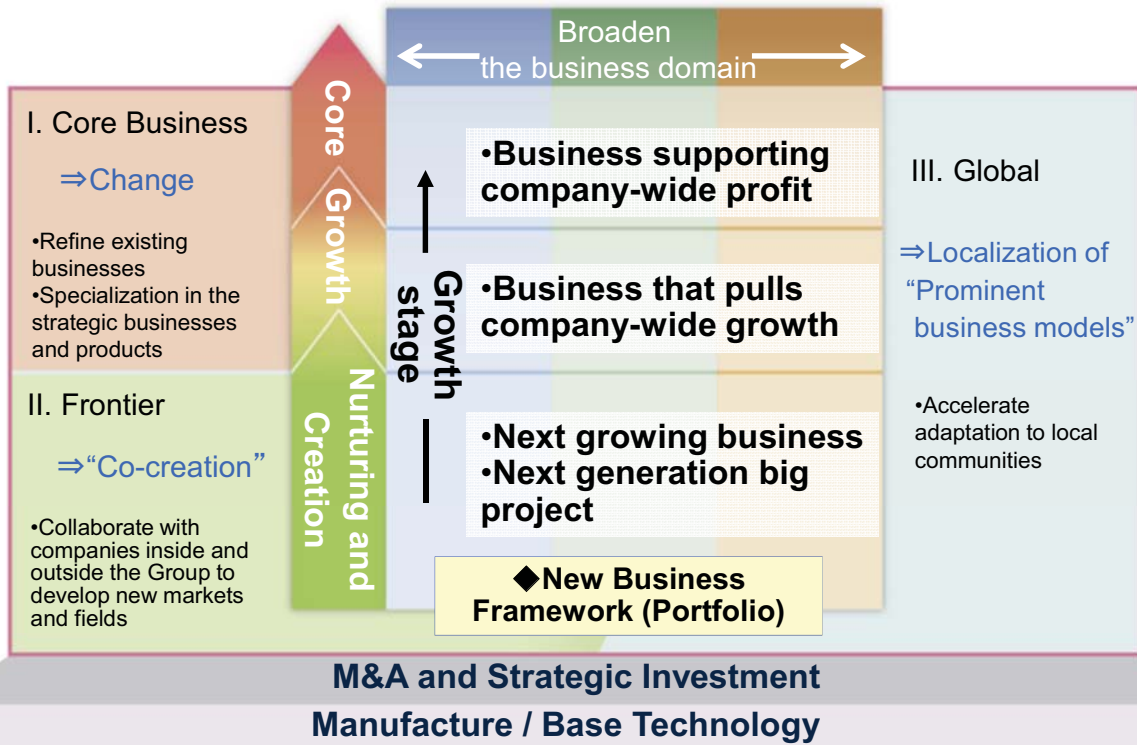 Broaden
the business domain
I. Core Business
⇒Change
•Refine existing
businesses
•Specialization in the
strategic businesses
and products
II. Frontier
⇒“Co-creation”
•Collaborate with
companies inside and
outside the Group to
develop new markets
and fields
Core
Growth
Nurturing and
Creation
Growth
stage
•Business supporting
company-wide profit
•Business that pulls
company-wide growth
•Next growing business
•Next generation big
project
◆New Business
Framework (Portfolio)
III. Global
⇒Localization of
“Prominent
business models”
•Accelerate
adaptation to local
communities
M&A and Strategic Investment
Manufacture / Base Technology